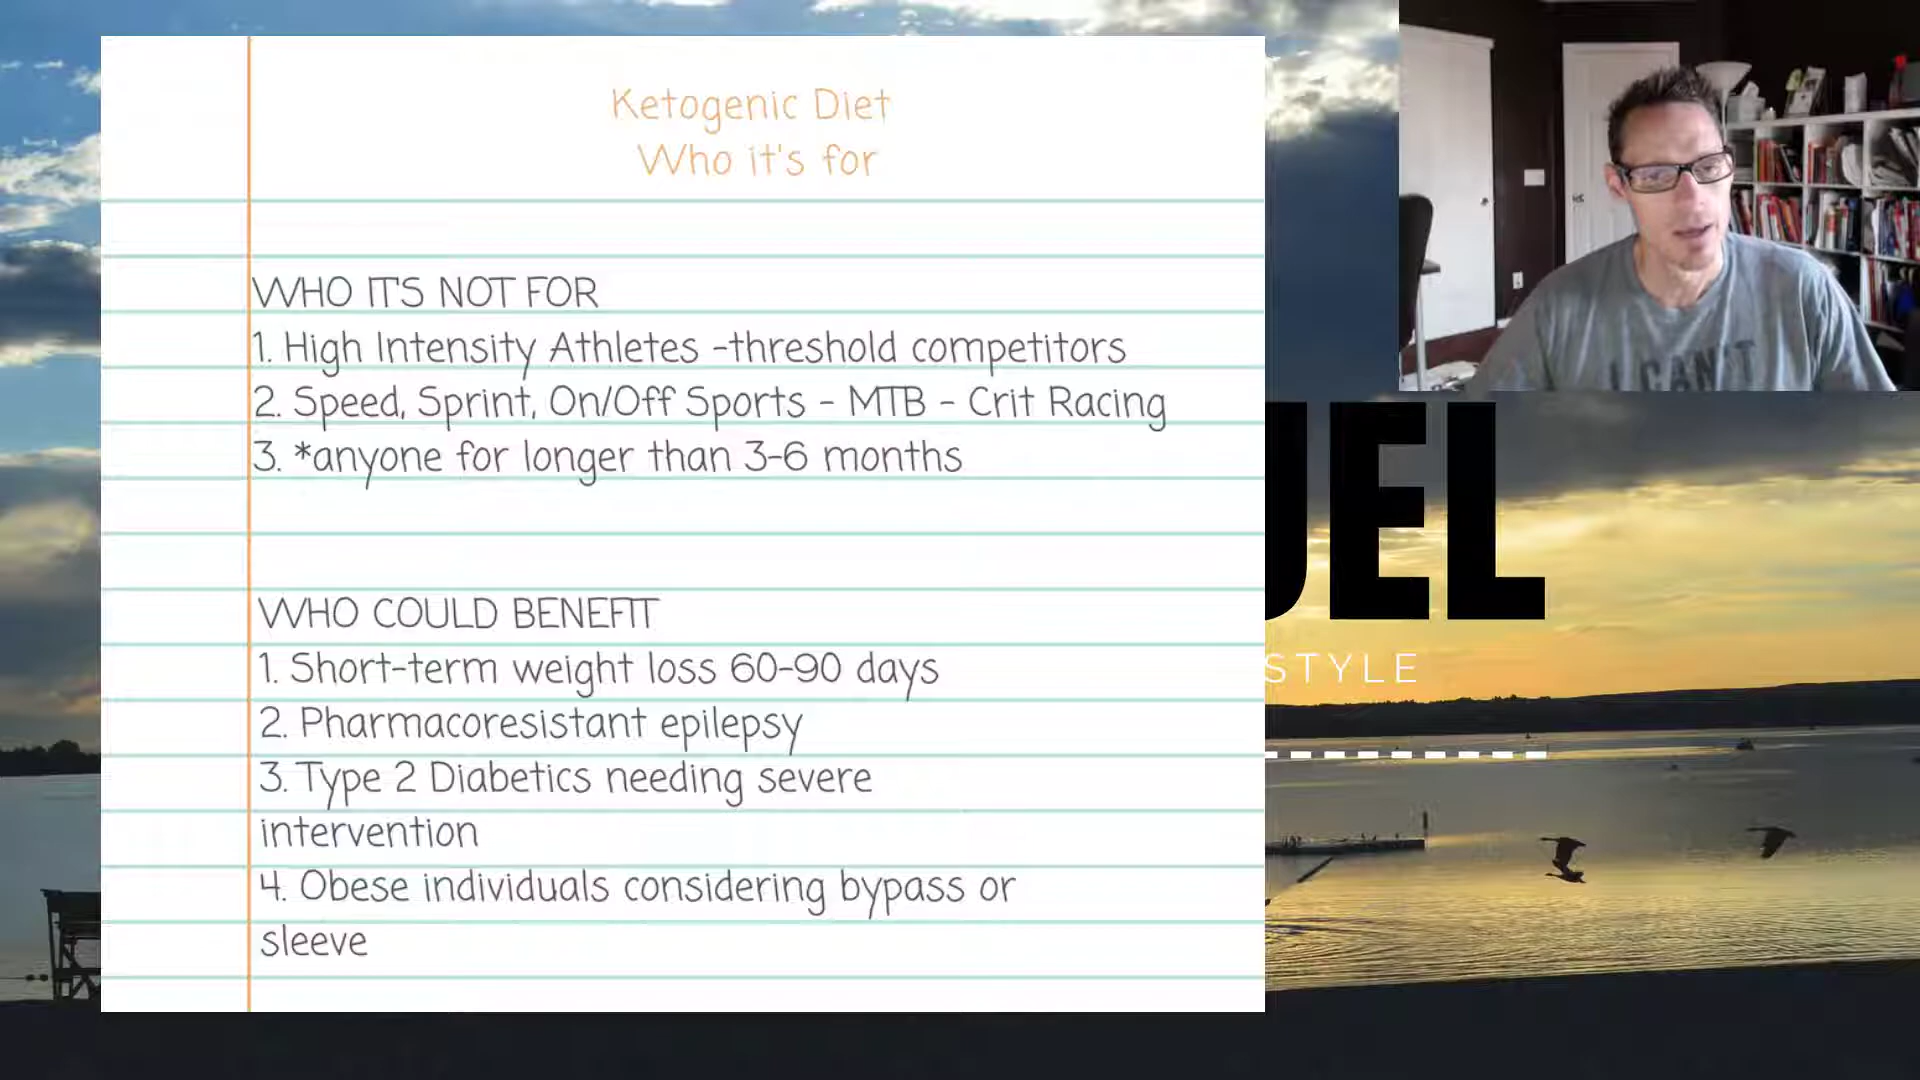 Ketogenic Diet
Who it's for
WHO IT'S NOT FOR
1. High Intensity Athletes -threshold competitors
2. Speed, Sprint, On/Off Sports - MTB - Crit Racing
3. *anyone for longer than 3-6 months
WHO COULD BENEFIT
1. Short-term weight loss 60-90 days
2. Pharmacoresistant epilepsy
3. Type 2 Diabetics needing severe
intervention
4. Obese individuals considering bypass or
sleeve
I CAN'T
UEL
STYLE